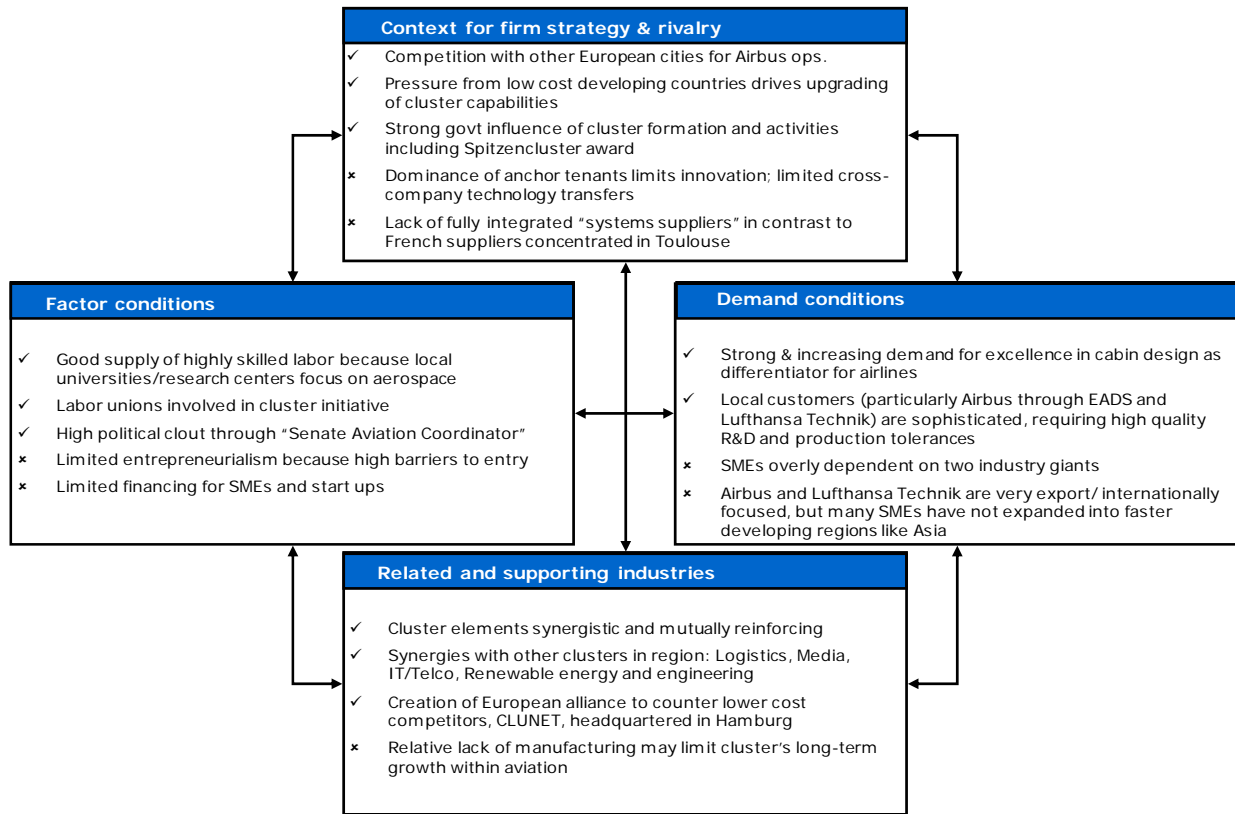 Context for firm strategy & rivalry
✓ Competition with other European cities for Airbus ops.
✓ Pressure from low cost developing countries drives upgrading
of cluster capabilities
✓ Strong govt influence of cluster formation and activities
including Spitzencluster award
× Dominance of anchor tenants limits innovation; limited cross-
company technology transfers
× Lack of fully integrated “systems suppliers” in contrast to
French suppliers concentrated in Toulouse
Factor conditions
✓ Good supply of highly skilled labor because local
universities/research centers focus on aerospace
✓ Labor unions involved in cluster initiative
✓ High political clout through “Senate Aviation Coordinator”
× Limited entrepreneurialism because high barriers to entry
× Limited financing for SMEs and start ups
Demand conditions
✓ Strong & increasing demand for excellence in cabin design as
differentiator for airlines
✓ Local customers (particularly Airbus through EADS and
Lufthansa Technik) are sophisticated, requiring high quality
R&D and production tolerances
× SMEs overly dependent on two industry giants
× Airbus and Lufthansa Technik are very export/ internationally
focused, but many SMEs have not expanded into faster
developing regions like Asia
Related and supporting industries
✓ Cluster elements synergistic and mutually reinforcing
✓ Synergies with other clusters in region: Logistics, Media,
IT/Telco, Renewable energy and engineering
✓ Creation of European alliance to counter lower cost
competitors, CLUNET, headquartered in Hamburg
× Relative lack of manufacturing may limit cluster’s long-term
growth within aviation